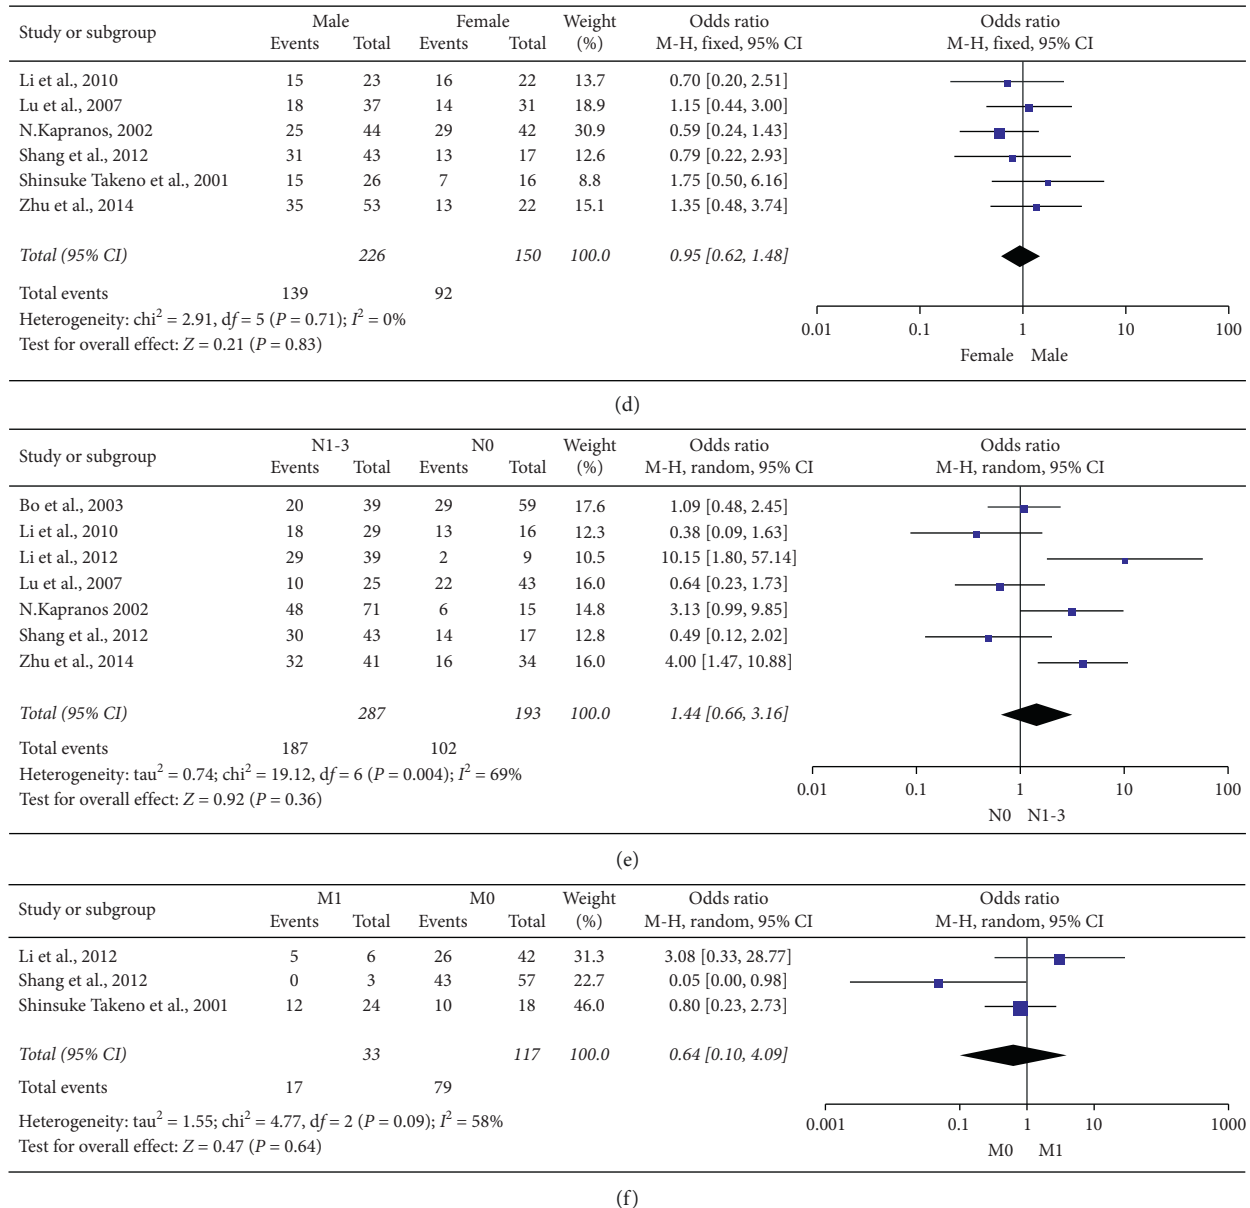 Study or subgroup Male Female Weight Odds ratio Odds ratio
Events Total Events Total (%) M-H, fixed, 95% CI M-H, fixed, 95% CI
Li et al., 2010 15 23 16 22 13.7 0.70 [0.20, 2.51]
Lu et al., 2007 18 37 14 31 18.9 1.15 [0.44, 3.00]
N.Kapranos, 2002 25 44 29 42 30.9 0.59 [0.24, 1.43]
Shang et al., 2012 31 43 13 17 12.6 0.79 [0.22, 2.93]
Shinsuke Takeno et al., 2001 15 26 7 16 8.8 1.75 [0.50, 6.16]
Zhu et al., 2014 35 53 13 22 15.1 1.35 [0.48, 3.74]
Total (95% CI) 226 150 100.0 0.95 [0.62, 1.48]
Total events 139 92
Heterogeneity: chi² = 2.91, df = 5 (P = 0.71); I² = 0%
Test for overall effect: Z = 0.21 (P = 0.83)
0.01 0.1 1 10 100
Female Male
(d)
Study or subgroup N1-3 N0 Weight Odds ratio Odds ratio
Events Total Events Total (%) M-H, random, 95% CI M-H, random, 95% CI
Bo et al., 2003 20 39 29 59 17.6 1.09 [0.48, 2.45]
Li et al., 2010 18 29 13 16 12.3 0.38 [0.09, 1.63]
Li et al., 2012 29 39 2 9 10.5 10.15 [1.80, 57.14]
Lu et al., 2007 10 25 22 43 16.0 0.64 [0.23, 1.73]
N.Kapranos 2002 48 71 6 15 14.8 3.13 [0.99, 9.85]
Shang et al., 2012 30 43 14 17 12.8 0.49 [0.12, 2.02]
Zhu et al., 2014 32 41 16 34 16.0 4.00 [1.47, 10.88]
Total (95% CI) 287 193 100.0 1.44 [0.66, 3.16]
Total events 187 102
Heterogeneity: tau² = 0.74; chi² = 19.12, df = 6 (P = 0.004); I² = 69%
Test for overall effect: Z = 0.92 (P = 0.36)
0.01 0.1 1 10 100
N0 N1-3
(e)
Study or subgroup M1 M0 Weight Odds ratio Odds ratio
Events Total Events Total (%) M-H, random, 95% CI M-H, random, 95% CI
Li et al., 2012 5 6 26 42 31.3 3.08 [0.33, 28.77]
Shang et al., 2012 0 3 43 57 22.7 0.05 [0.00, 0.98]
Shinsuke Takeno et al., 2001 12 24 10 18 46.0 0.80 [0.23, 2.73]
Total (95% CI) 33 117 100.0 0.64 [0.10, 4.09]
Total events 17 79
Heterogeneity: tau² = 1.55; chi² = 4.77, df = 2 (P = 0.09); I² = 58%
Test for overall effect: Z = 0.47 (P = 0.64)
0.001 0.1 1 10 1000
M0 M1
(f)